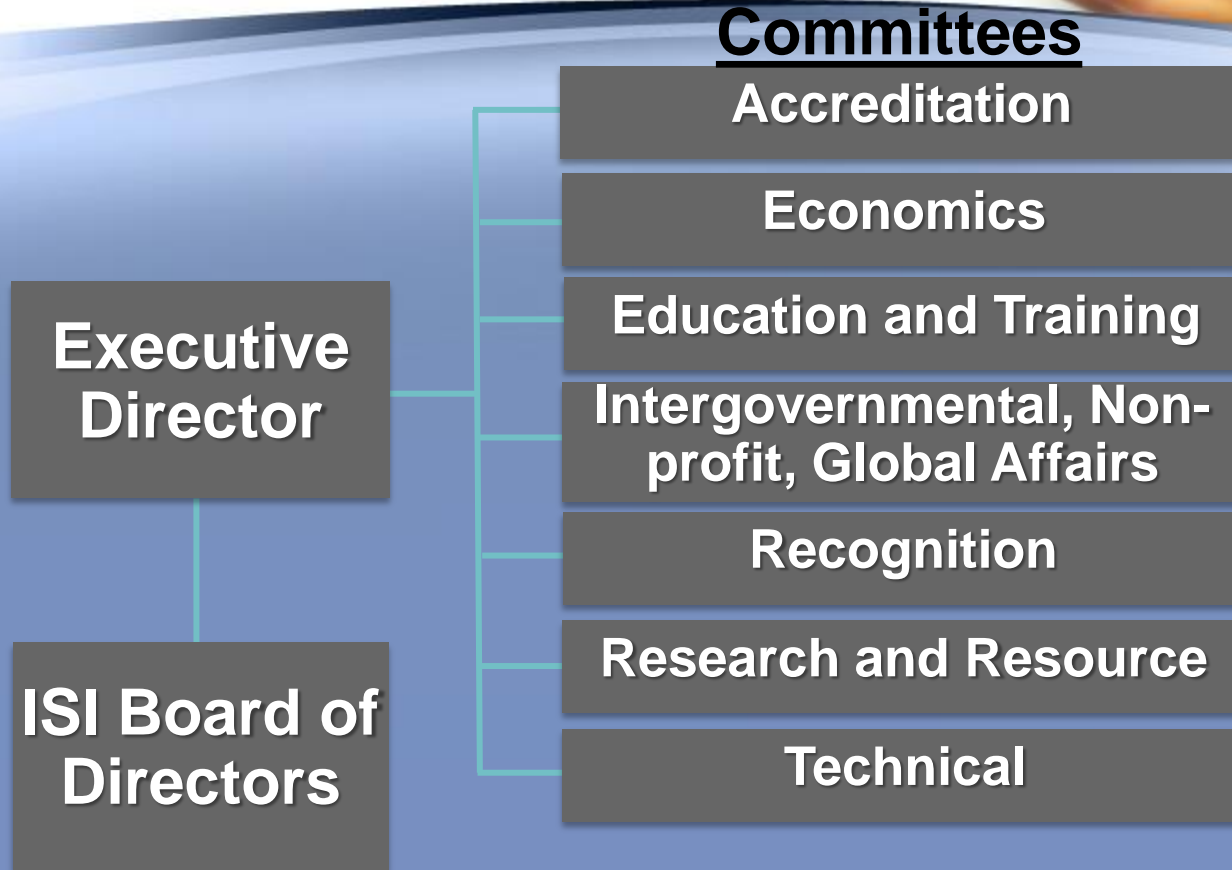 Committees
Accreditation
Economics
Education and Training
Executive
Director
Intergovernmental, Non-
profit, Global Affairs
Recognition
Research and Resource
ISI Board of
Directors
Technical